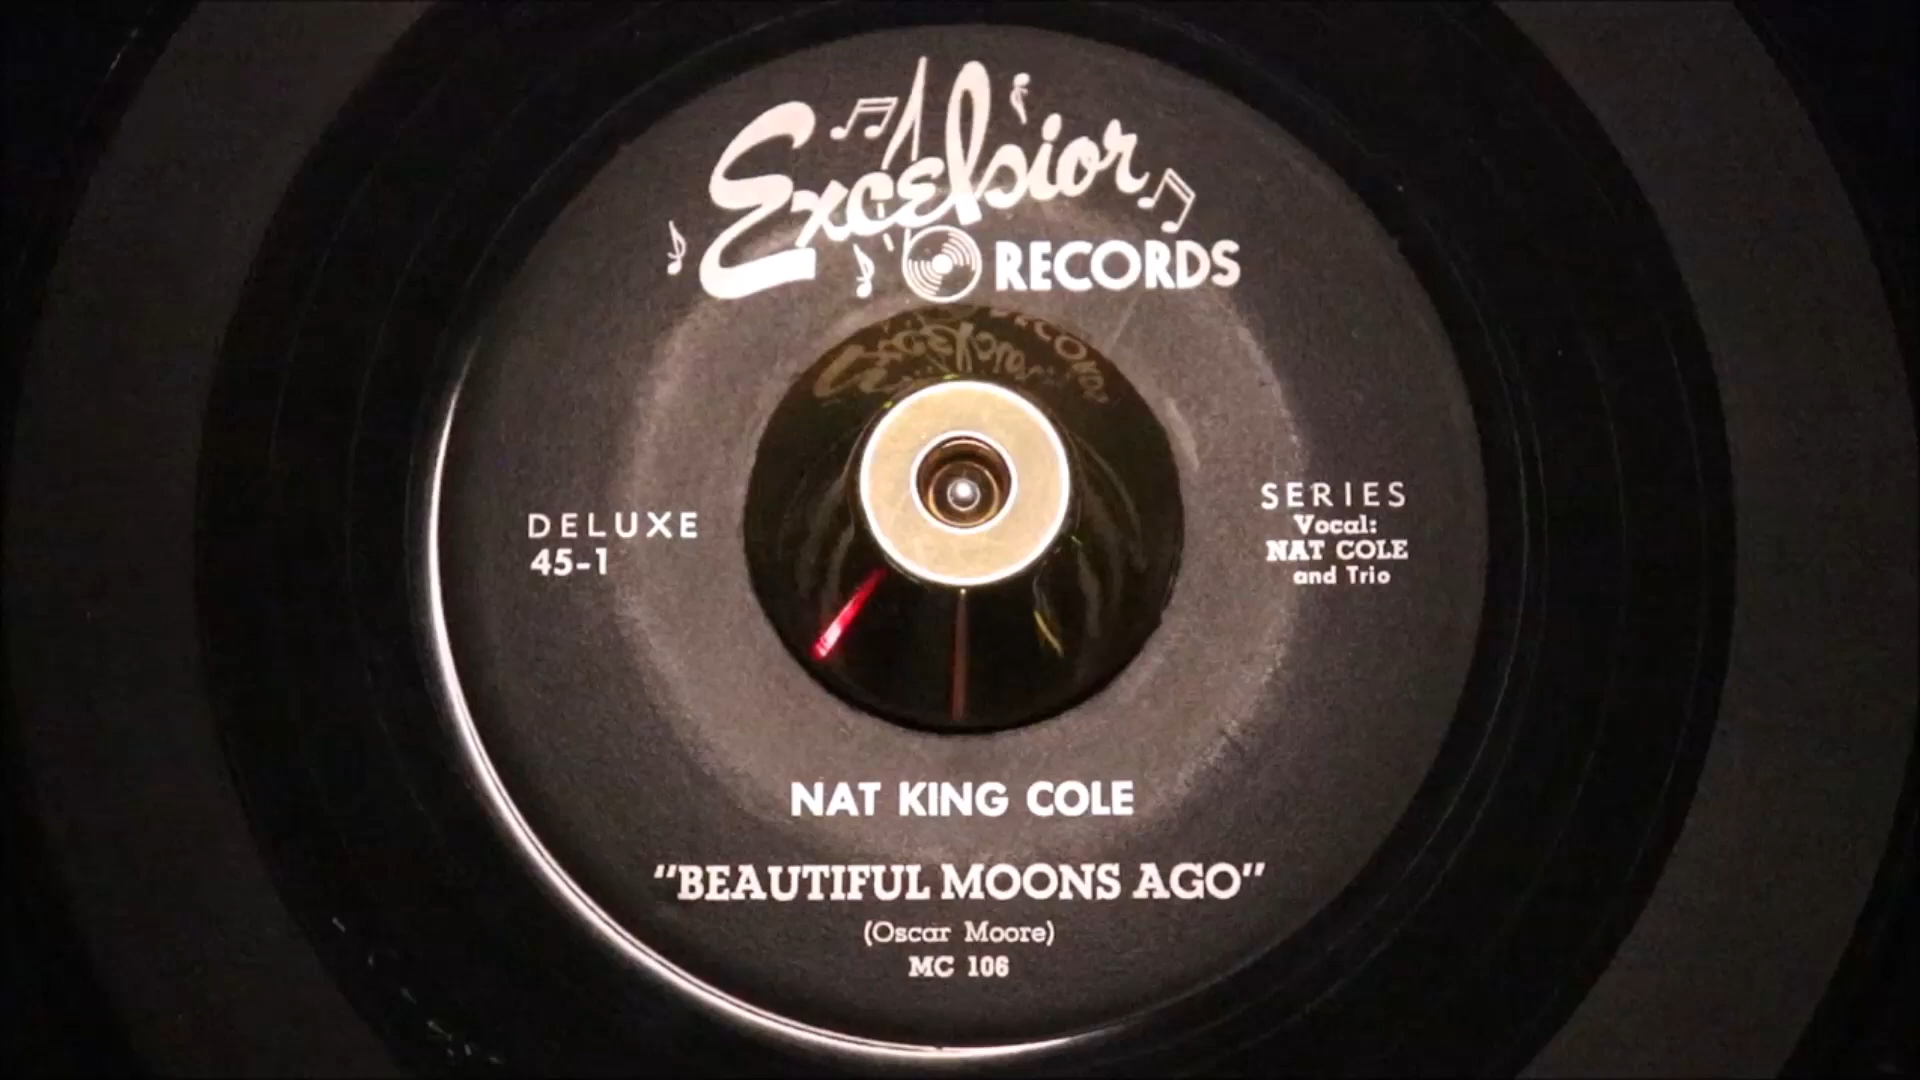 Excelsior
RECORDS
DELUXE
45-1
SERIES
Vocal:
NAT COLE
and Trio
NAT KING COLE
"BEAUTIFUL MOONS AGO"
(Oscar Moore)
MC 106